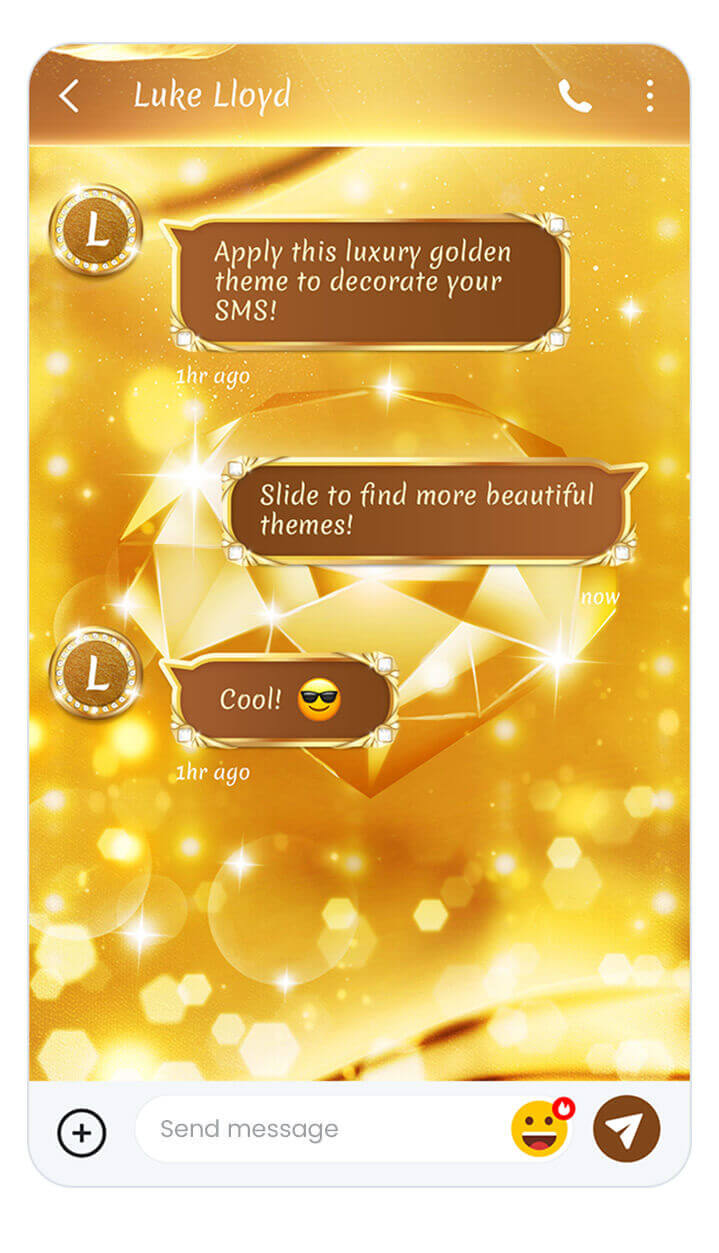 Luke Lloyd
L
Apply this luxury golden
theme to decorate your
SMS!
1hr ago
Slide to find more beautiful
themes!
now
L
Cool! 😎
1hr ago
Send message